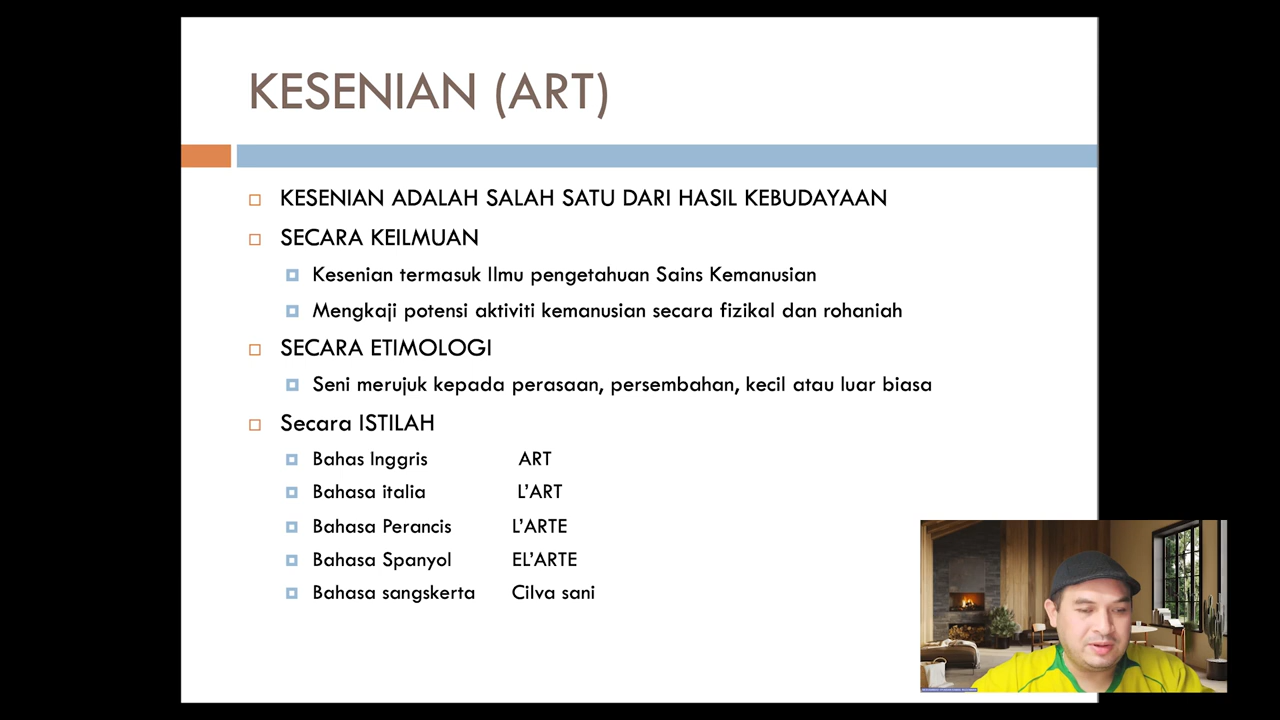 KESENIAN (ART)
KESENIAN ADALAH SALAH SATU DARI HASIL KEBUDAYAAN
SECARA KEILMUAN
Kesenian termasuk Ilmu pengetahuan Sains Kemanusian
Mengkaji potensi aktiviti kemanusian secara fizikal dan rohaniah
SECARA ETIMOLOGI
Seni merujuk kepada perasaan, persembahan, kecil atau luar biasa
Secara ISTILAH
Bahas Inggris ART
Bahasa italia L'ART
Bahasa Perancis L'ARTE
Bahasa Spanyol EL'ARTE
Bahasa sangskerta Cilva sani